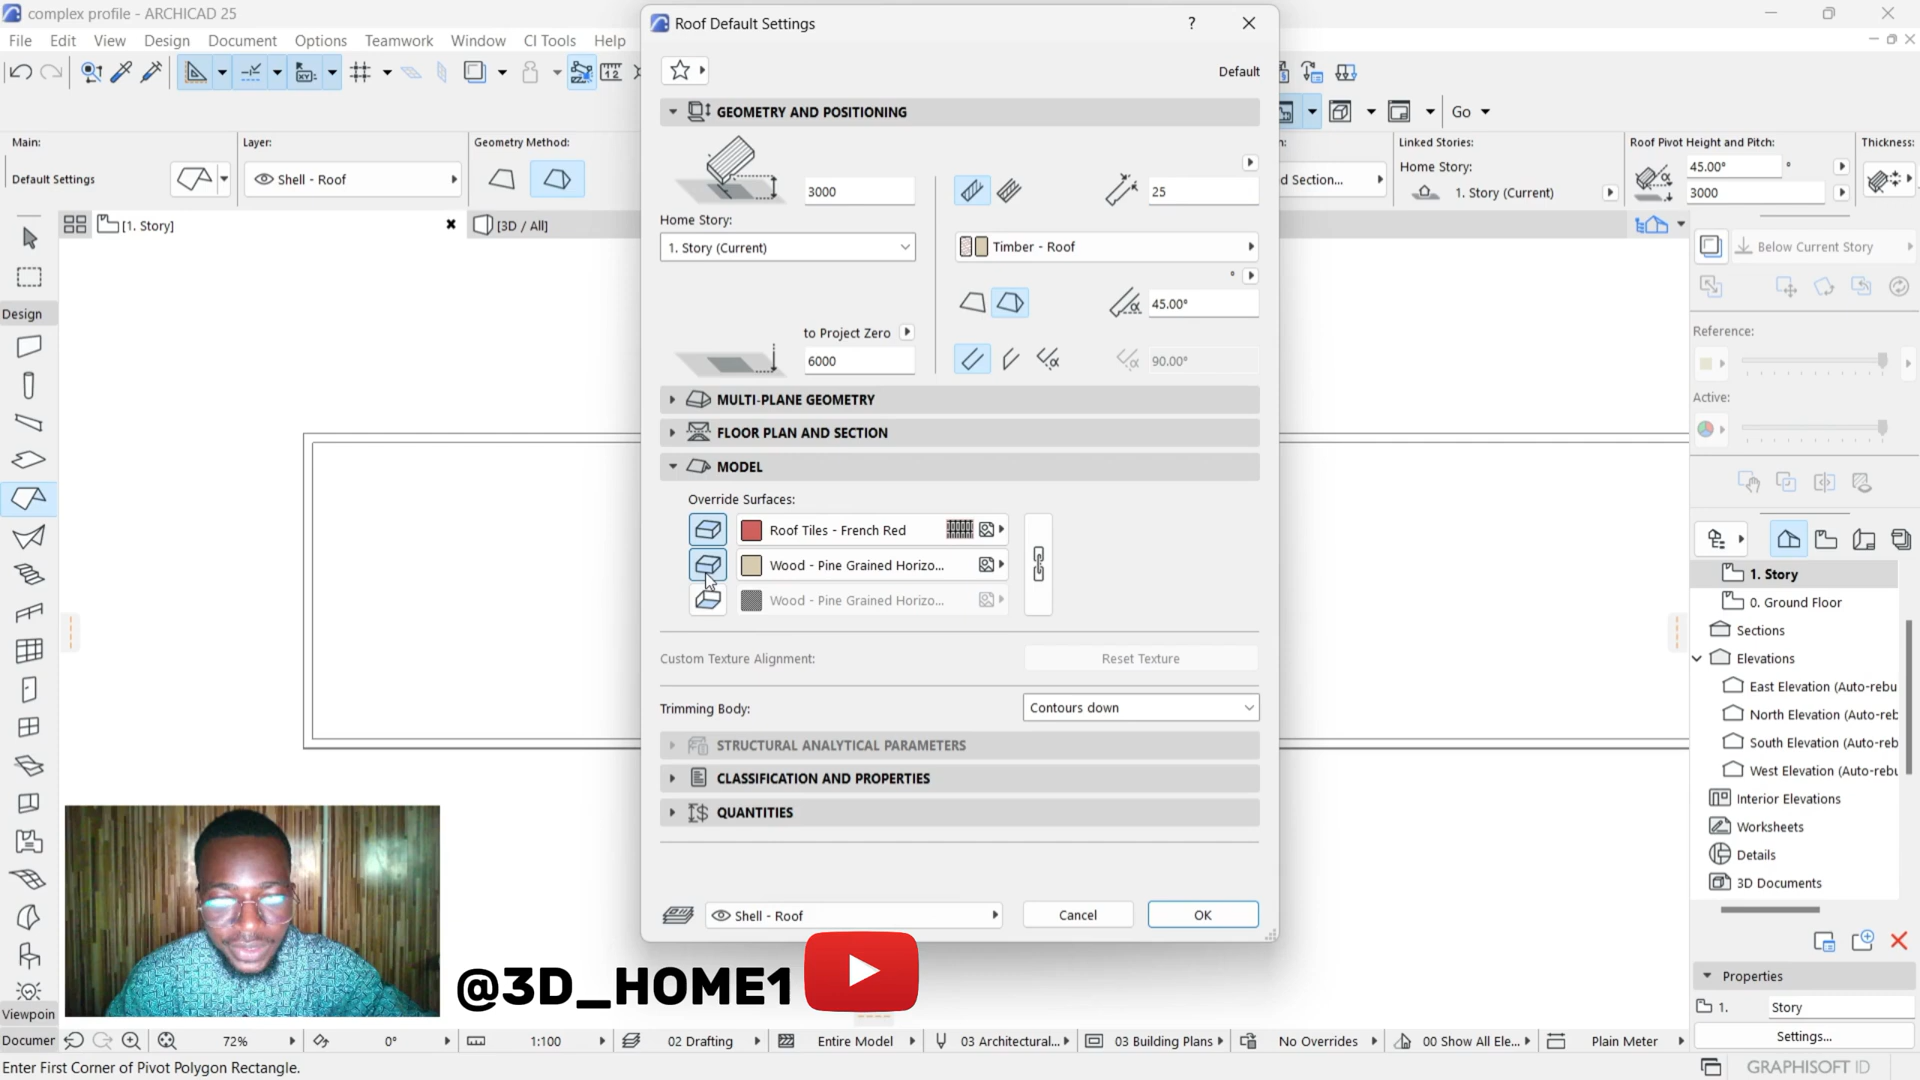 complex profile - ARCHICAD 25
File Edit View Design Document Options Teamwork Window CI Tools Help
Roof Default Settings
?
Default
GEOMETRY AND POSITIONING
Go
Main:
Layer:
Geometry Method:
Linked Stories:
Roof Pivot Height and Pitch:
Thickness:
Default Settings
Shell - Roof
d Section...
Home Story:
1. Story (Current)
45.00°
°
3000
3000
25
[1. Story]
[3D / All]
Home Story:
1. Story (Current)
Timber - Roof
Below Current Story
°
45.00°
to Project Zero
6000
90.00°
Design
Reference:
Active:
MULTI-PLANE GEOMETRY
FLOOR PLAN AND SECTION
MODEL
Override Surfaces:
Roof Tiles - French Red
Wood - Pine Grained Horizo...
Wood - Pine Grained Horizo...
Custom Texture Alignment:
Reset Texture
Trimming Body:
Contours down
STRUCTURAL ANALYTICAL PARAMETERS
CLASSIFICATION AND PROPERTIES
QUANTITIES
Shell - Roof
Cancel
OK
1. Story
0. Ground Floor
Sections
Elevations
East Elevation (Auto-rebu
North Elevation (Auto-reb
South Elevation (Auto-reb
West Elevation (Auto-rebu
Interior Elevations
Worksheets
Details
3D Documents
Properties
1.
Story
Settings...
@3D_HOME1
Viewpoin
Documer
72%
0°
1:100
02 Drafting
Entire Model
03 Architectural...
03 Building Plans
No Overrides
00 Show All Ele...
Plain Meter
Enter First Corner of Pivot Polygon Rectangle.
GRAPHISOFT ID